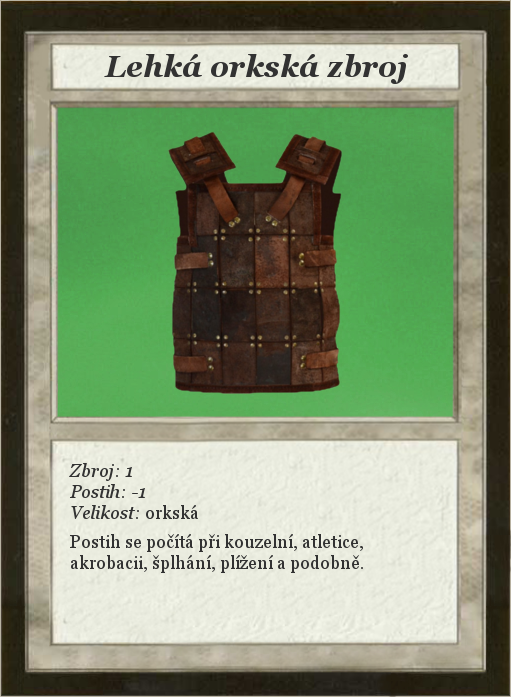 Lehká orkská zbroj
Zbroj: 1
Postih: -1
Velikost: orkská
Postih se počítá při kouzelní, atletice,
akrobacii, šplhání, plížení a podobně.